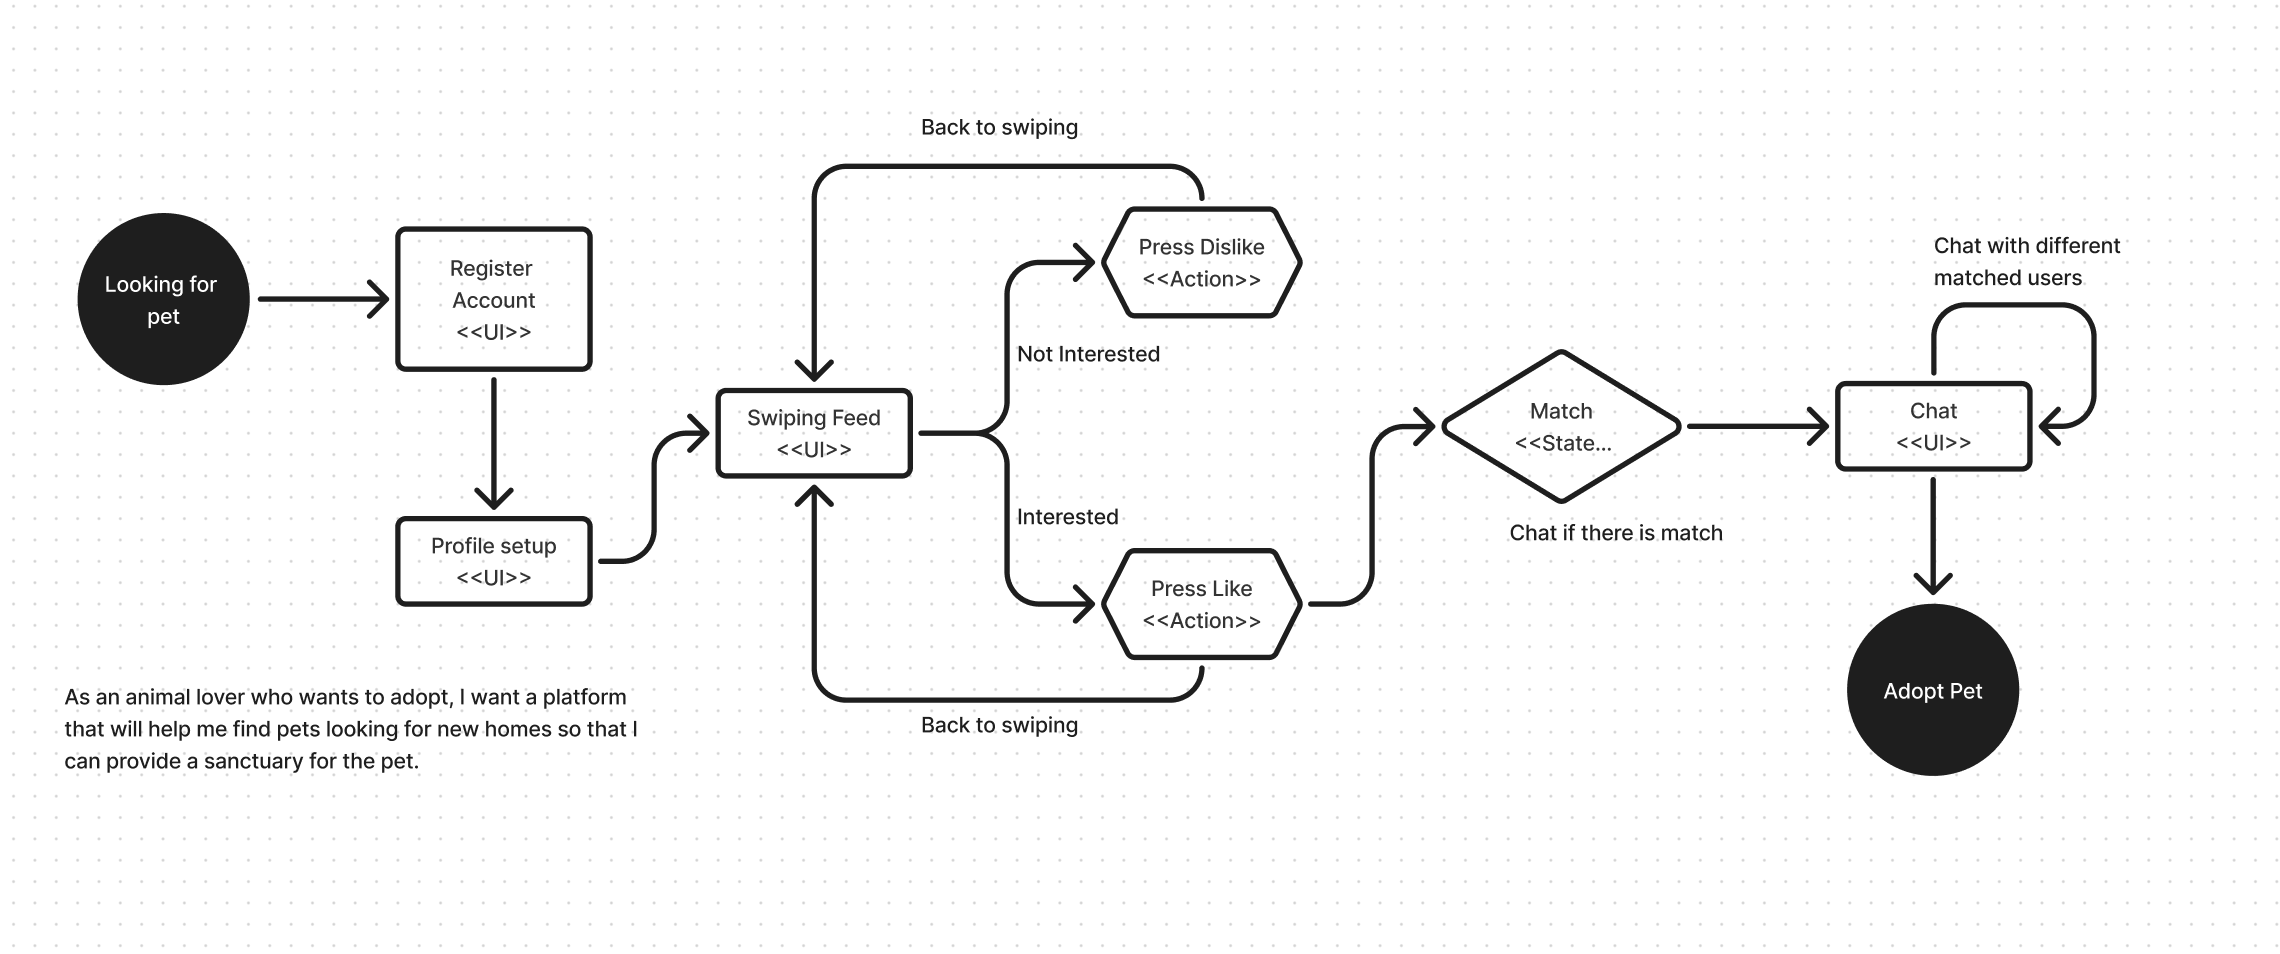 Back to swiping
Looking for
pet
Register
Account
<<UI>>
Profile setup
<<UI>>
Swiping Feed
<<UI>>
Not Interested
Interested
Press Dislike
<<Action>>
Press Like
<<Action>>
Back to swiping
Match
<<State...
Chat if there is match
Chat with different
matched users
Chat
<<UI>>
Adopt Pet
As an animal lover who wants to adopt, I want a platform
that will help me find pets looking for new homes so that I
can provide a sanctuary for the pet.